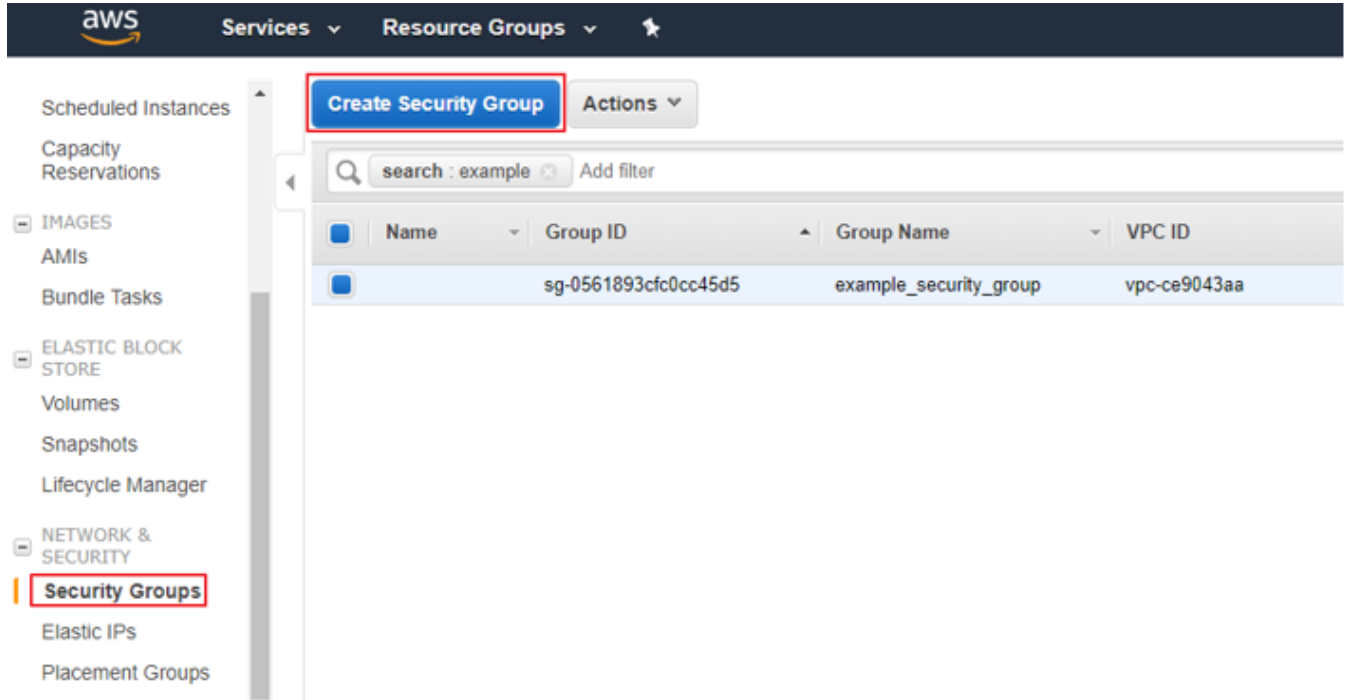 aws Services Resource Groups
Scheduled Instances
Capacity
Reservations
IMAGES
AMIs
Bundle Tasks
ELASTIC BLOCK
STORE
Volumes
Snapshots
Lifecycle Manager
NETWORK &
SECURITY
Security Groups
Elastic IPs
Placement Groups
Create Security Group Actions
search : example Add filter
Name Group ID Group Name VPC ID
sg-0561893cfc0cc45d5 example_security_group vpc-ce9043aa